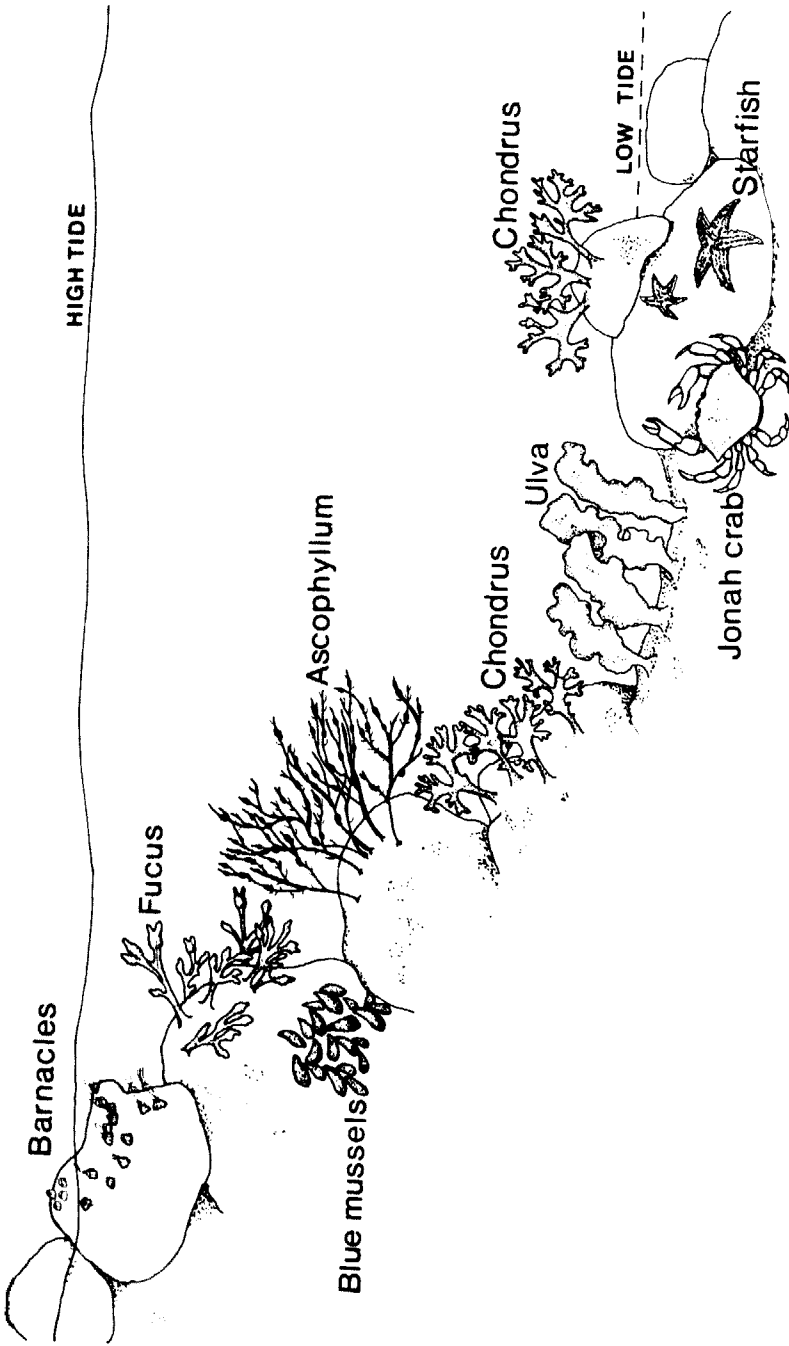 HIGH TIDE
Barnacles
Fucus
Ascophyllum
Blue mussels
Chondrus
Chondrus
Ulva
LOW TIDE
Jonah crab
Starfish